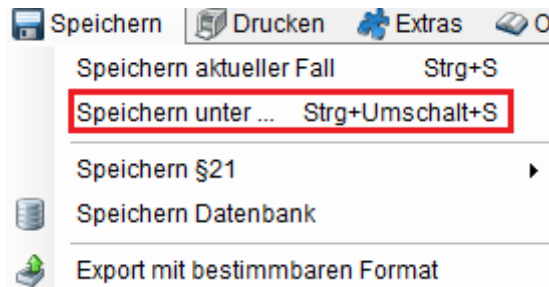 Speichern Drucken Extras
Speichern aktueller Fall Strg+S
Speichern unter ... Strg+Umschalt+S
Speichern §21
Speichern Datenbank
Export mit bestimmbaren Format